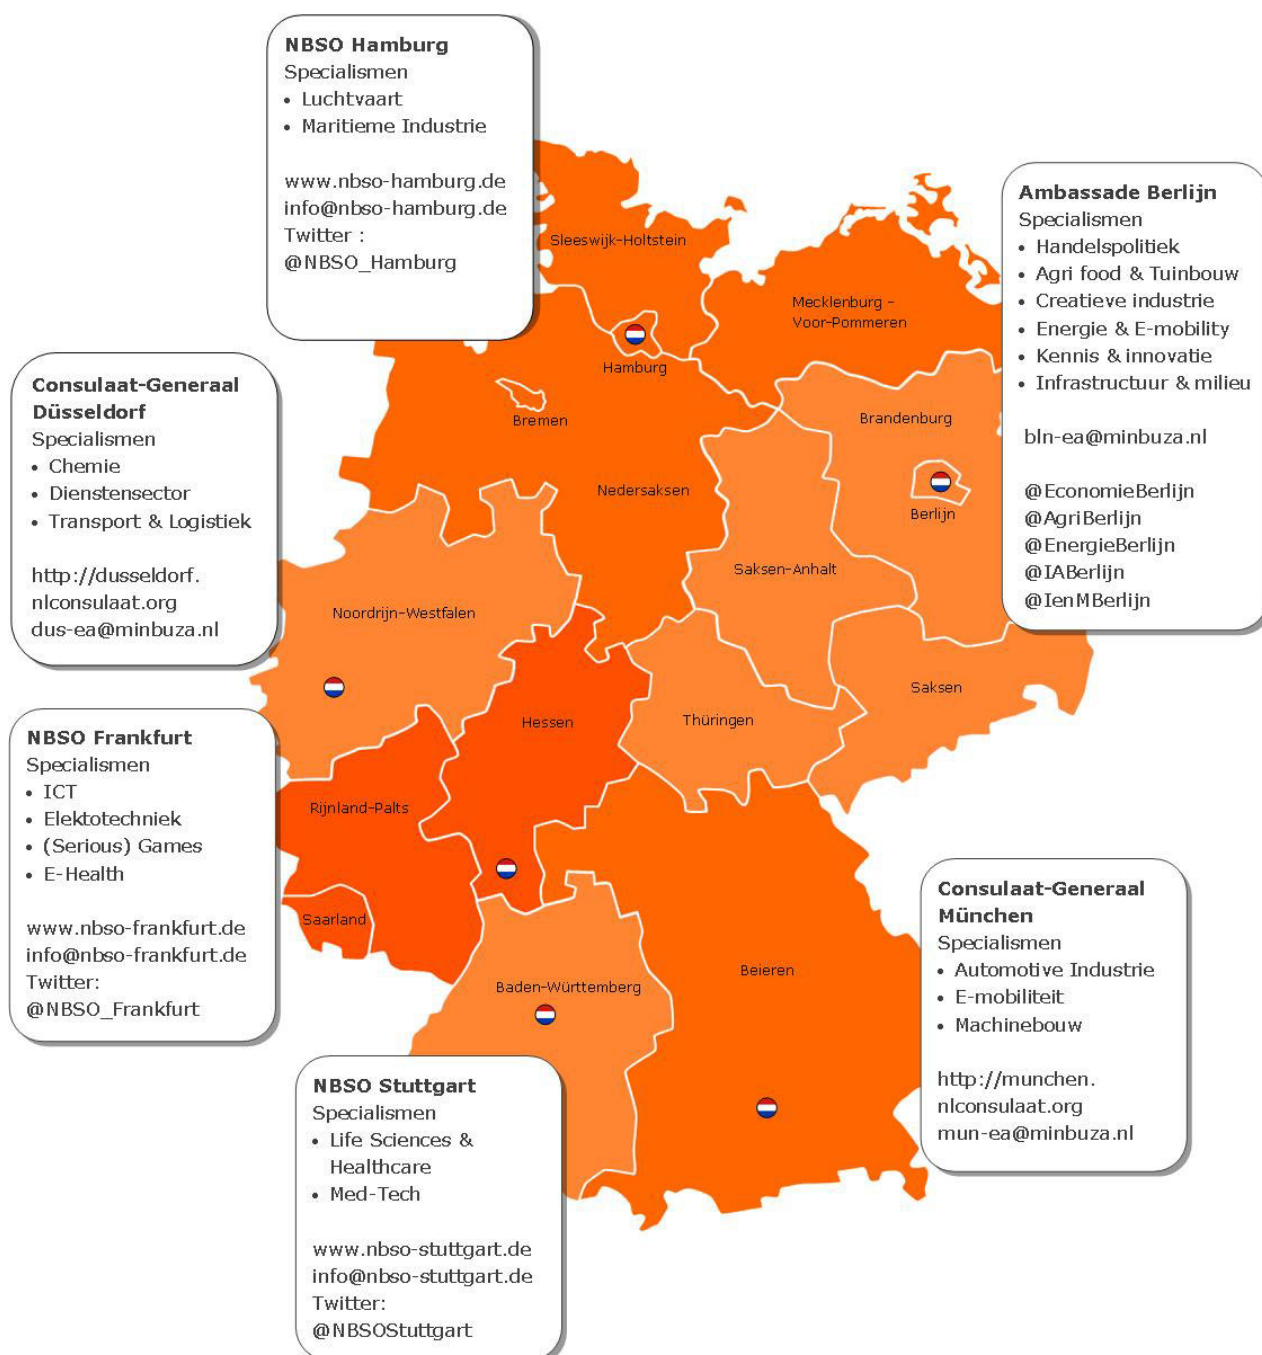 NBSO Hamburg
Specialismen
• Luchtvaart
• Maritieme Industrie
www.nbso-hamburg.de
info@nbso-hamburg.de
Twitter :
@NBSO_Hamburg
Ambassade Berlijn
Specialismen
• Handelspolitiek
• Agri food & Tuinbouw
• Creatieve industrie
• Energie & E-mobility
• Kennis & innovatie
• Infrastructuur & milieu
bln-ea@minbuza.nl
@EconomieBerlijn
@AgriBerlijn
@EnergieBerlijn
@IABerlijn
@IenMBerlijn
Consulaat-Generaal
Düsseldorf
Specialismen
• Chemie
• Dienstensector
• Transport & Logistiek
http://dusseldorf.
nlconsulaat.org
dus-ea@minbuza.nl
Sleeswijk-Holtstein
Mecklenburg -
Voor-Pommeren
Hamburg
Bremen
Brandenburg
Nedersaksen
Berlijn
Saksen-Anhalt
Noordrijn-Westfalen
Saksen
Hessen
Thüringen
Rijnland-Palts
Saarland
Beieren
Baden-Württemberg
NBSO Frankfurt
Specialismen
• ICT
• Elektotechniek
• (Serious) Games
• E-Health
www.nbso-frankfurt.de
info@nbso-frankfurt.de
Twitter:
@NBSO_Frankfurt
Consulaat-Generaal
München
Specialismen
• Automotive Industrie
• E-mobiliteit
• Machinebouw
http://munchen.
nlconsulaat.org
mun-ea@minbuza.nl
NBSO Stuttgart
Specialismen
• Life Sciences &
Healthcare
• Med-Tech
www.nbso-stuttgart.de
info@nbso-stuttgart.de
Twitter:
@NBSOStuttgart